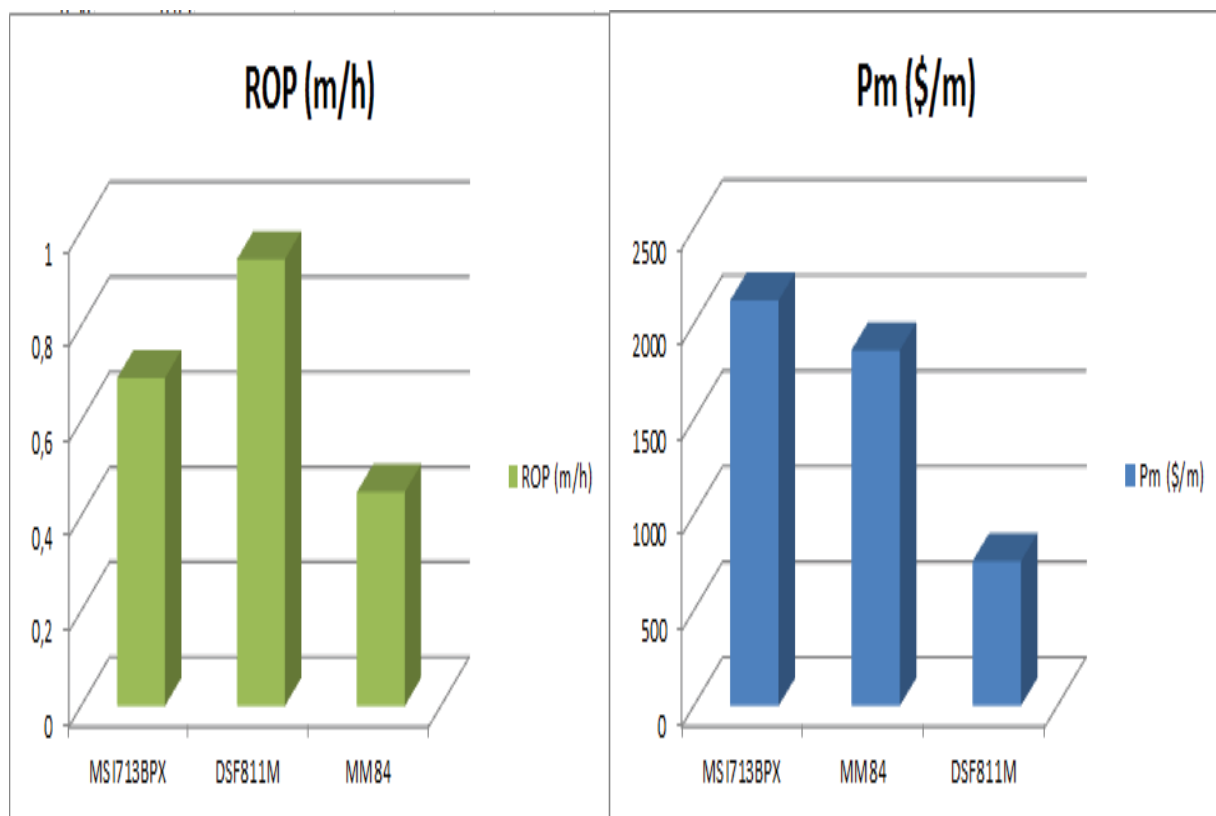 ROP (m/h)
1
0,8
0,6
0,4
0,2
0
MSI713BPX DSF811M MM84
ROP (m/h)
Pm ($/m)
2500
2000
1500
1000
500
0
MSI713BPX MM84 DSF811M
Pm ($/m)